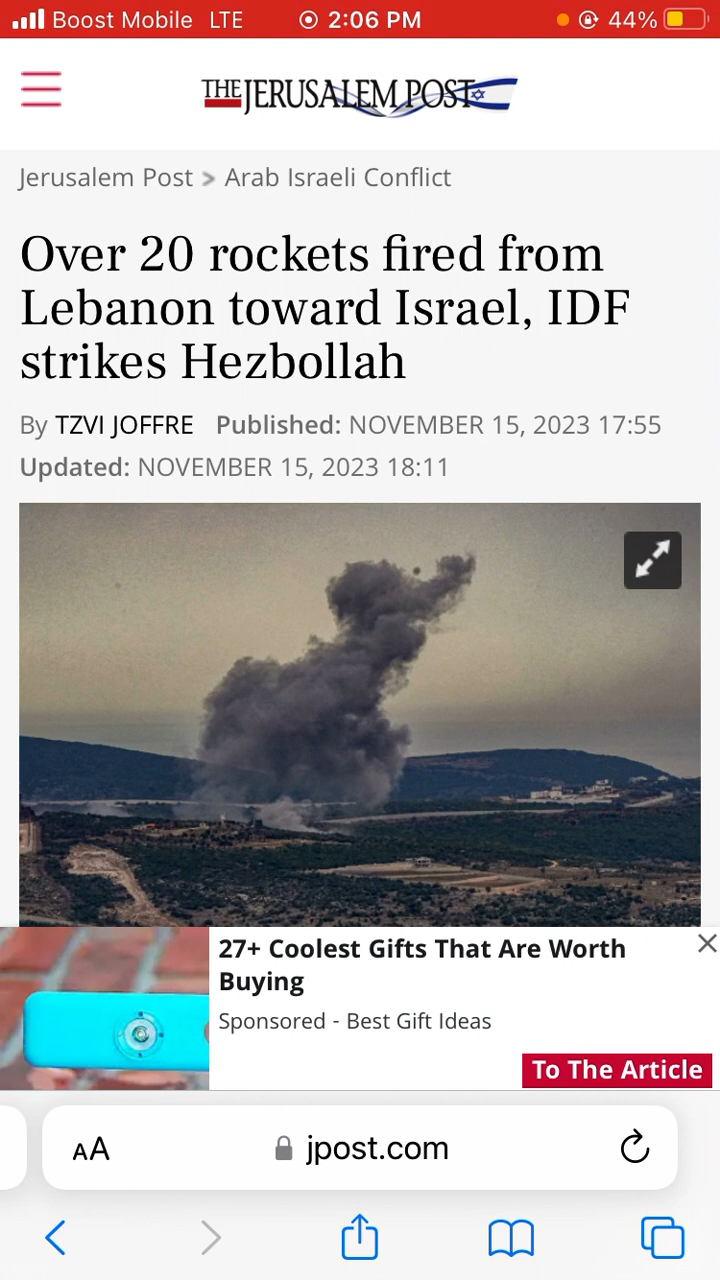 Boost Mobile LTE 2:06 PM 44%
THE JERUSALEM POST
Jerusalem Post > Arab Israeli Conflict
Over 20 rockets fired from
Lebanon toward Israel, IDF
strikes Hezbollah
By TZVI JOFFRE Published: NOVEMBER 15, 2023 17:55
Updated: NOVEMBER 15, 2023 18:11
27+ Coolest Gifts That Are Worth
Buying
Sponsored - Best Gift Ideas
To The Article
AA jpost.com